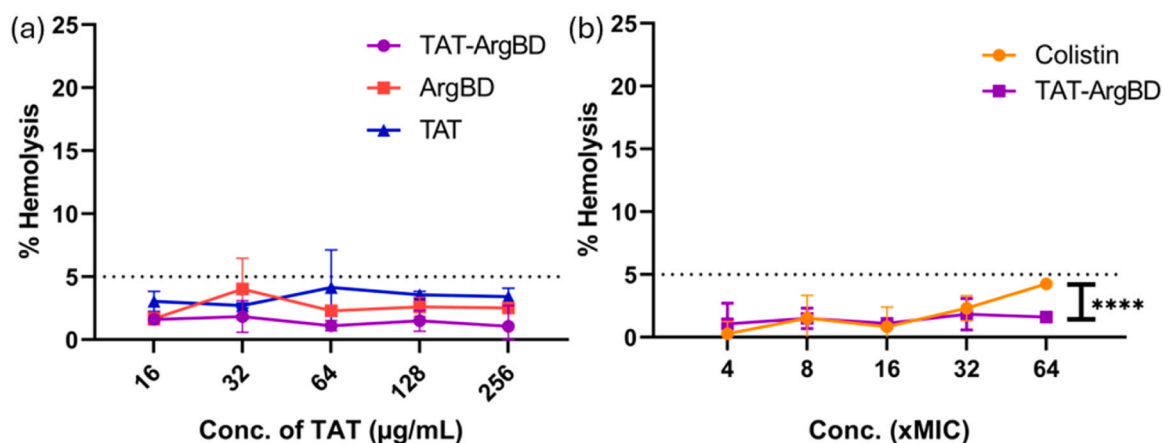 (a)
25
20
15
10
5
0
% Hemolysis
TAT-ArgBD
ArgBD
TAT
16
32
64
128
256
Conc. of TAT (µg/mL)
(b)
25
20
15
10
5
0
% Hemolysis
Colistin
TAT-ArgBD
****
4
8
16
32
64
Conc. (xMIC)